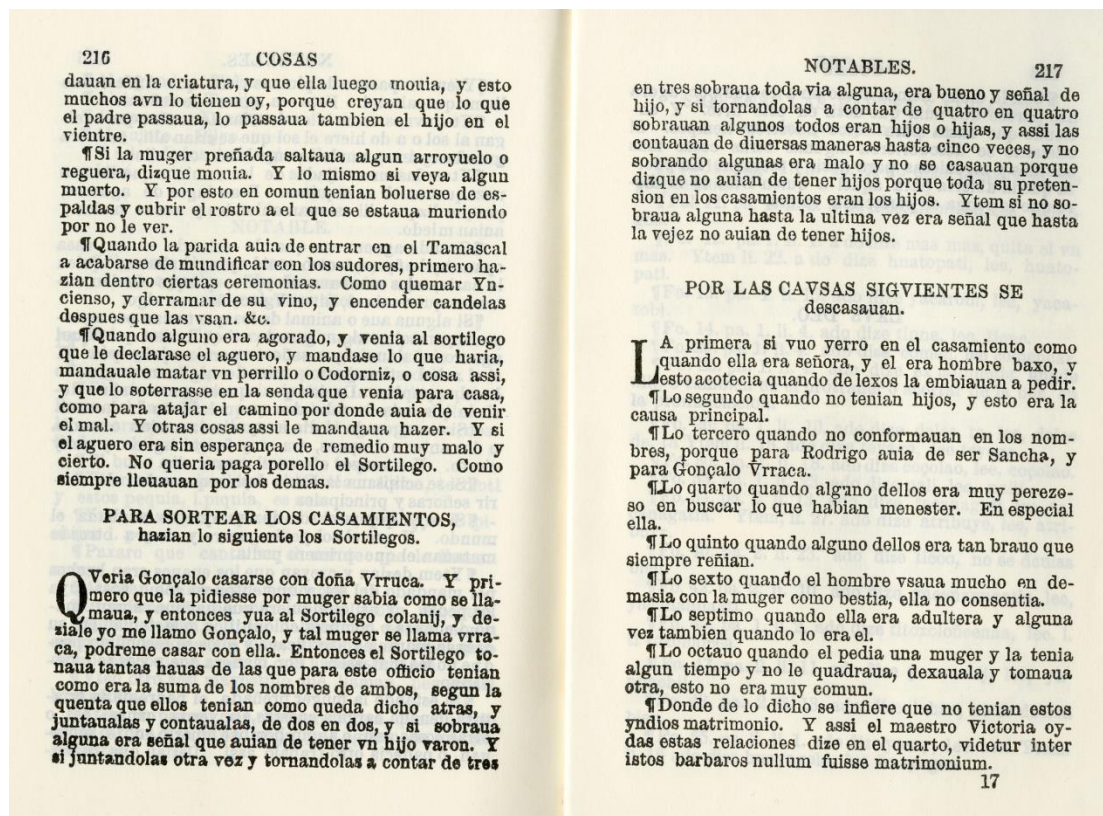 216 COSAS
dauan en la criatura, y que ella luego mouia, y esto
muchos avn lo tienen oy, porque creyan que lo que
el padre passaua, lo passaua tambien el hijo en el
vientre.
¶Si la muger preñada saltaua algun arroyuelo o
reguera, dizque mouia. Y lo mismo si veya algun
muerto. Y por esto en comun tenian boluerse de es-
paldas y cubrir el rostro a el que se estaua muriendo
por no le ver.
¶Quando la parida auia de entrar en el Tamascal
a acabarse de mundificar con los sudores, primero ha-
zian dentro ciertas ceremonias. Como quemar Yn-
cienso, y derramar de su vino, y encender candelas
despues que las vsan. &c.
¶Quando alguno era agorado, y venia al sortilego
que le declarase el aguero, y mandase lo que haria,
mandauale matar vn perrillo o Codorniz, o cosa assi,
y que lo soterrasse en la senda que venia para casa,
como para atajar el camino por donde auia de venir
el mal. Y otras cosas assi le mandaua hazer. Y si
el aguero era sin esperança de remedio muy malo y
cierto. No queria paga porello el Sortilego. Como
siempre lleuauan por los demas.
PARA SORTEAR LOS CASAMIENTOS,
hazian lo siguiente los Sortilegos.
QVeria Gonçalo casarse con doña Vrruca. Y pri-
mero que la pidiesse por muger sabia como se lla-
maua, y entonces yua al Sortilego colanij, y de-
ziale yo me llamo Gonçalo, y tal muger se llama vrra-
ca, podreme casar con ella. Entonces el Sortilego to-
naua tantas hauas de las que para este officio tenian
como era la suma de los nombres de ambos, segun la
quenta que ellos tenian como queda dicho atras, y
juntaualas y contaualas, de dos en dos, y si sobraua
alguna era señal que auian de tener vn hijo varon. Y
si juntandolas otra vez y tornandolas a contar de tres
NOTABLES. 217
en tres sobraua toda via alguna, era bueno y señal de
hijo, y si tornandolas a contar de quatro en quatro
sobrauan algunos todos eran hijos o hijas, y assi las
contauan de diuersas maneras hasta cinco veces, y no
sobrando algunas era malo y no se casauan porque
dizque no auian de tener hijos porque toda su preten-
sion en los casamientos eran los hijos. Ytem si no so-
braua alguna hasta la ultima vez era señal que hasta
la vejez no auian de tener hijos.
POR LAS CAVSAS SIGVIENTES SE
descasauan.
LA primera si vuo yerro en el casamiento como
quando ella era señora, y el era hombre baxo, y
esto acotecia quando de lexos la embiauan a pedir.
¶Lo segundo quando no tenian hijos, y esto era la
causa principal.
¶Lo tercero quando no conformauan en los nom-
bres, porque para Rodrigo auia de ser Sancha, y
para Gonçalo Vrraca.
¶Lo quarto quando alguno dellos era muy perezo-
so en buscar lo que habian menester. En especial
ella.
¶Lo quinto quando alguno dellos era tan brauo que
siempre reñian.
¶Lo sexto quando el hombre vsaua mucho en de-
masia con la muger como bestia, ella no consentia.
¶Lo septimo quando ella era adultera y alguna
vez tambien quando lo era el.
¶Lo octauo quando el pedia una muger y la tenia
algun tiempo y no le quadraua, dexauala y tomaua
otra, esto no era muy comun.
¶Donde de lo dicho se infiere que no tenian estos
yndios matrimonio. Y assi el maestro Victoria oy-
das estas relaciones dize en el quarto, videtur inter
istos barbaros nullum fuisse matrimonium.
17